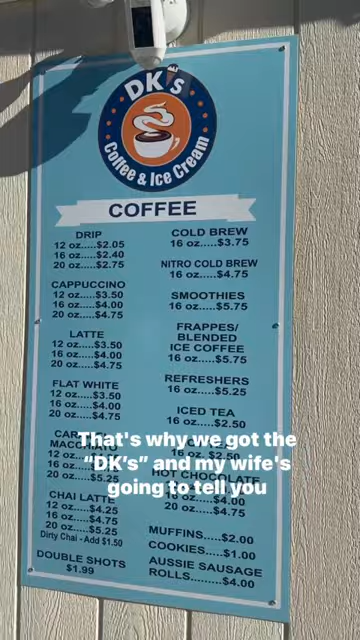 DK's
Coffee & Ice Cream
COFFEE
DRIP
12 oz.....$2.05
16 oz.....$2.40
20 oz.....$2.75
CAPPUCCINO
12 oz.....$3.50
16 oz.....$4.00
20 oz.....$4.75
LATTE
12 oz.....$3.50
16 oz.....$4.00
20 oz.....$4.75
FLAT WHITE
12 oz.....$3.50
16 oz.....$4.00
20 oz.....$4.75
12 oz
16 oz
20 oz.....$5.25
CHAI LATTE
12 oz.....$4.25
16 oz.....$4.75
20 oz.....$5.25
Dirty Chai - Add $1.50
DOUBLE SHOTS
$1.99
COLD BREW
16 oz.....$3.75
NITRO COLD BREW
16 oz.....$4.75
SMOOTHIES
16 oz.....$5.75
FRAPPES/
BLENDED
ICE COFFEE
16 oz.....$5.75
REFRESHERS
16 oz.....$5.25
ICED TEA
16 oz.....$2.50
16 oz. $2.50
HOT CHOCOLATE
16 oz.....$4.00
20 oz.....$4.75
MUFFINS.....$2.00
COOKIES.....$1.00
AUSSIE SAUSAGE
ROLLS.........$4.00
That's why we got the
“DK's” and my wife's
going to tell you